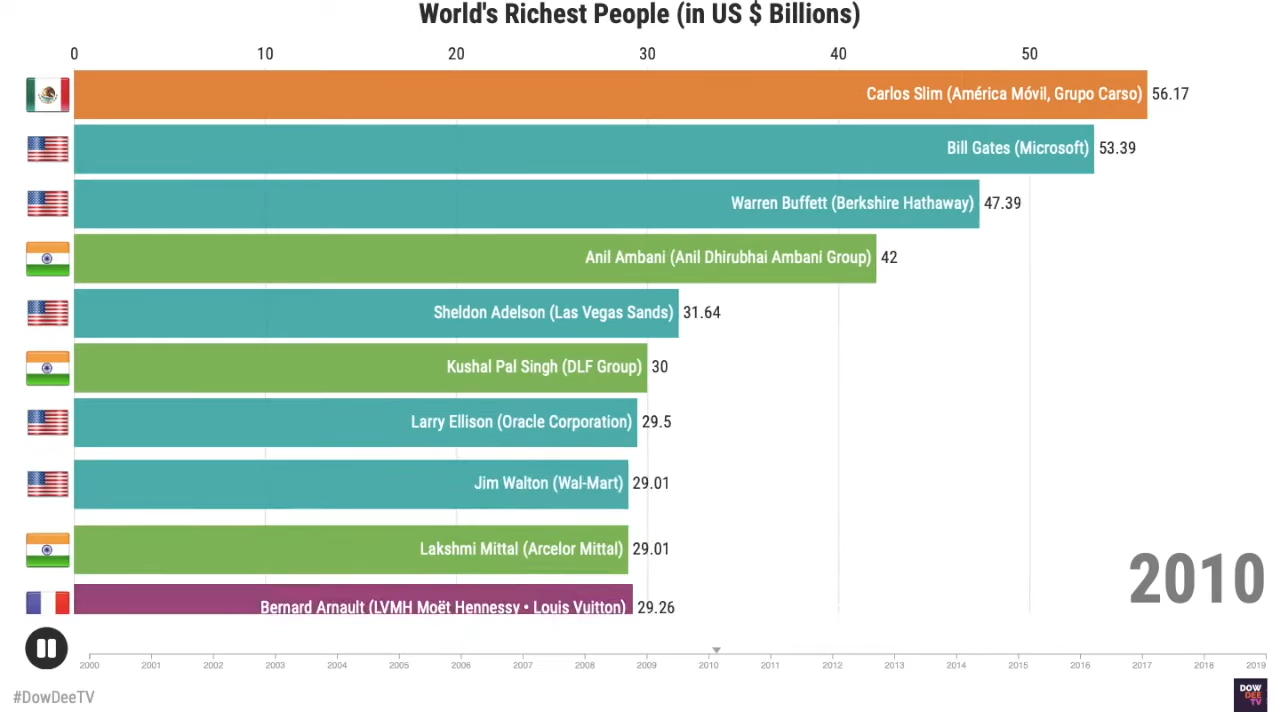 World's Richest People (in US $ Billions)
0 10 20 30 40 50
Carlos Slim (América Móvil, Grupo Carso) 56.17
Bill Gates (Microsoft) 53.39
Warren Buffett (Berkshire Hathaway) 47.39
Anil Ambani (Anil Dhirubhai Ambani Group) 42
Sheldon Adelson (Las Vegas Sands) 31.64
Kushal Pal Singh (DLF Group) 30
Larry Ellison (Oracle Corporation) 29.5
Jim Walton (Wal-Mart) 29.01
Lakshmi Mittal (Arcelor Mittal) 29.01
Bernard Arnault (LVMH Moët Hennessy • Louis Vuitton) 29.26
2010
2000 2001 2002 2003 2004 2005 2006 2007 2008 2009 2010 2011 2012 2013 2014 2015 2016 2017 2018 2019
#DowDeeTV
DOW
DEE
TV